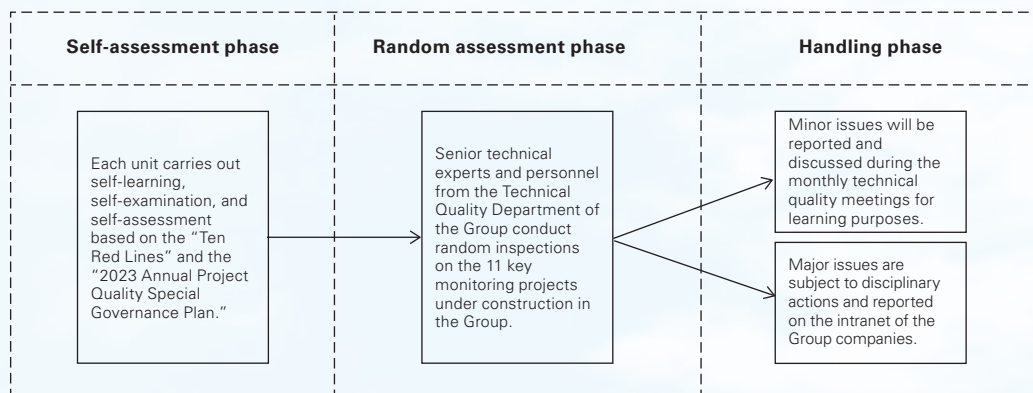 Self-assessment phase
Random assessment phase
Handling phase
Each unit carries out
self-learning,
self-examination, and
self-assessment
based on the “Ten
Red Lines” and the
“2023 Annual Project
Quality Special
Governance Plan.”
Senior technical
experts and personnel
from the Technical
Quality Department of
the Group conduct
random inspections
on the 11 key
monitoring projects
under construction in
the Group.
Minor issues will be
reported and
discussed during the
monthly technical
quality meetings for
learning purposes.
Major issues are
subject to disciplinary
actions and reported
on the intranet of the
Group companies.